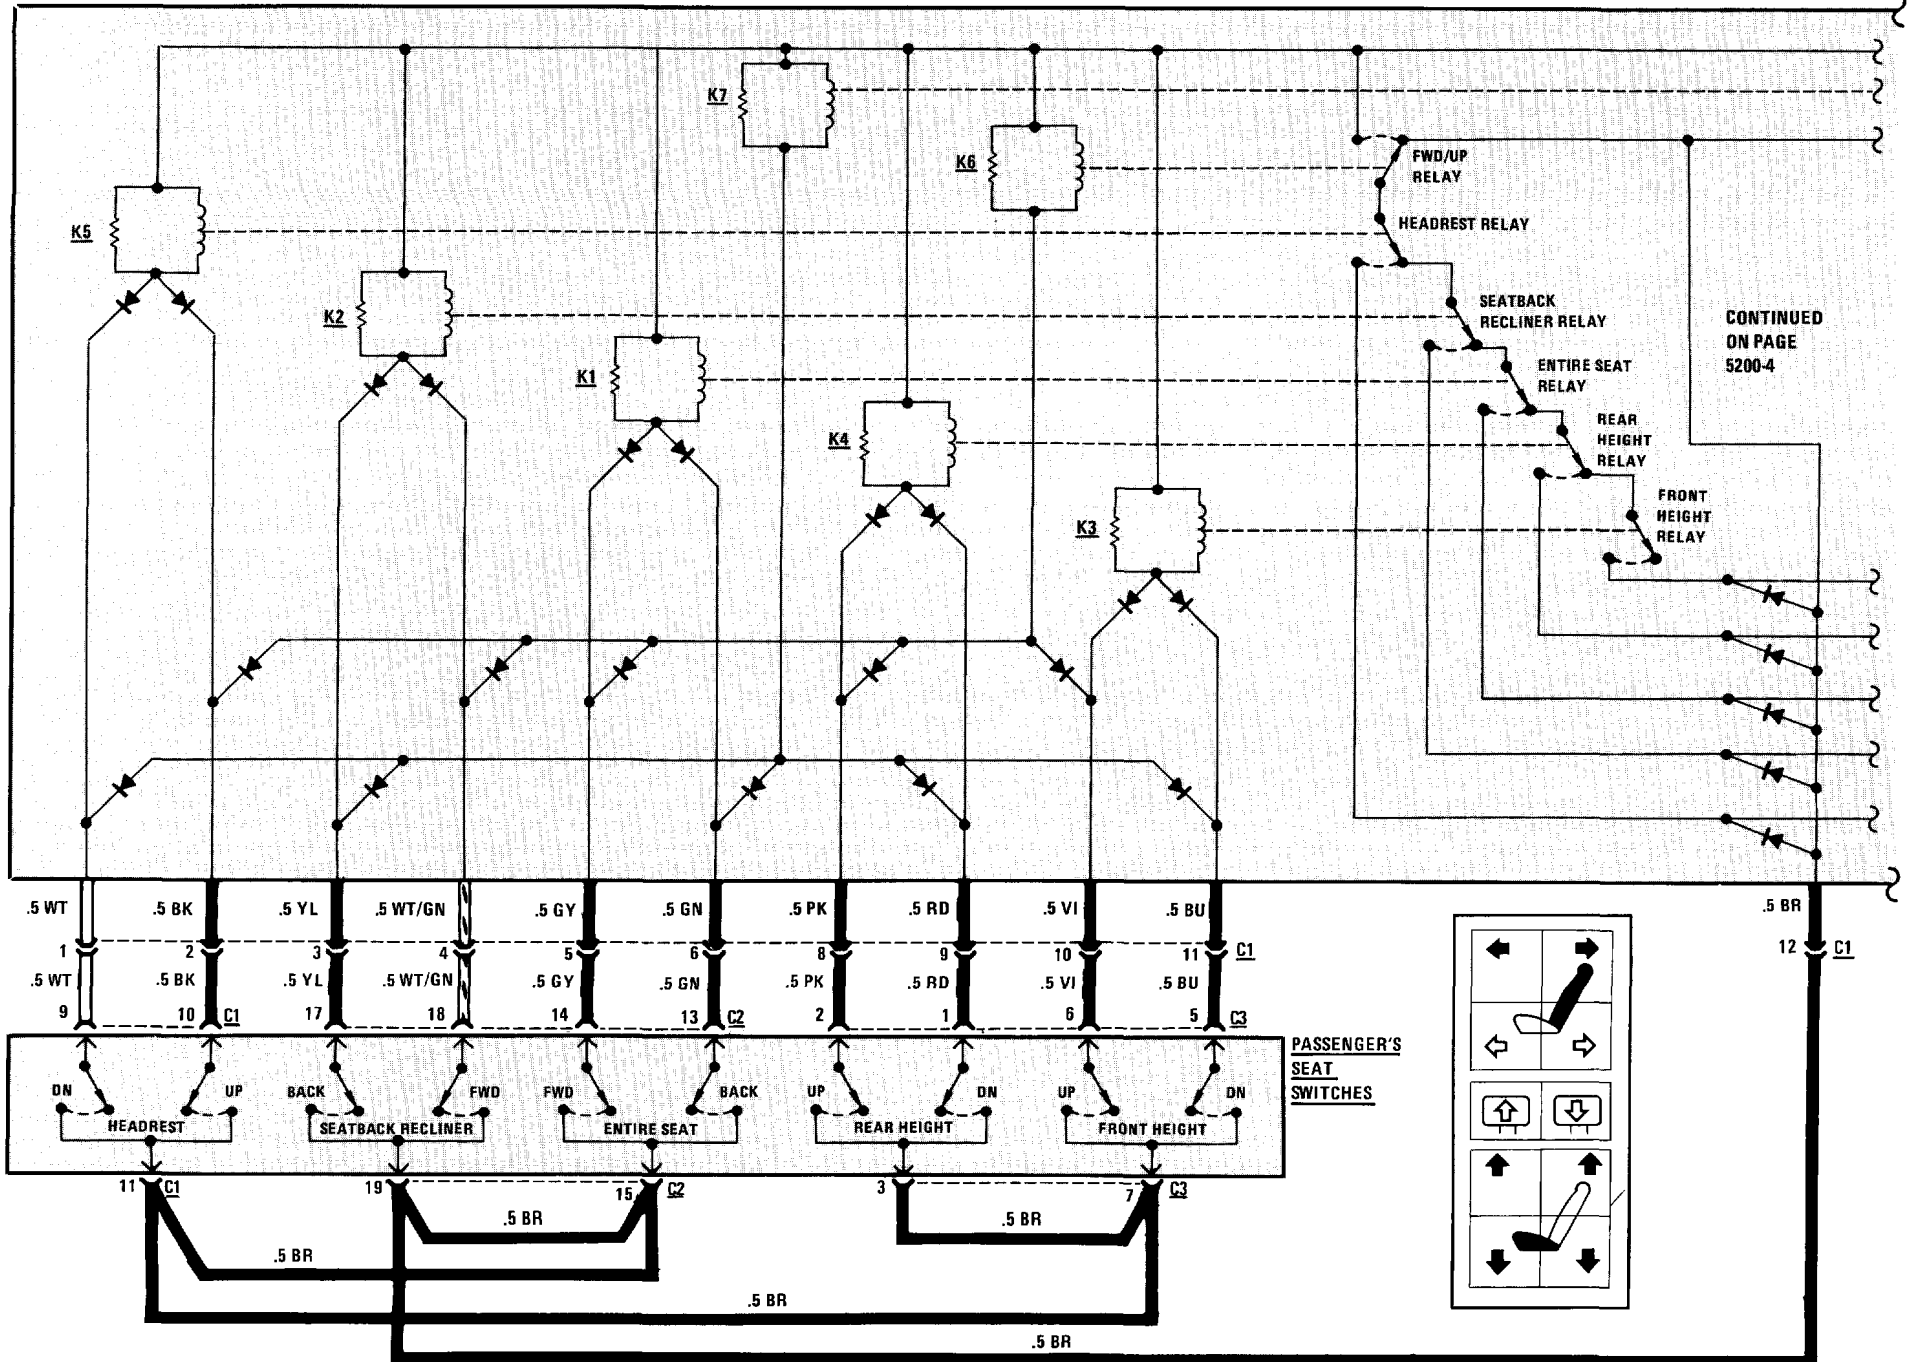 K7
K6
FWD/UP
RELAY
K5
HEADREST RELAY
K2
SEATBACK
RECLINER RELAY
CONTINUED
ON PAGE
5200-4
K1
ENTIRE SEAT
RELAY
K4
REAR
HEIGHT
RELAY
K3
FRONT
HEIGHT
RELAY
.5 WT .5 BK .5 YL .5 WT/GN .5 GY .5 GN .5 PK .5 RD .5 VI .5 BU .5 BR
1 2 3 4 5 6 8 9 10 11 C1 12 C1
.5 WT .5 BK .5 YL .5 WT/GN .5 GY .5 GN .5 PK .5 RD .5 VI .5 BU
9 10 C1 17 18 14 13 C2 2 1 6 5 C3
PASSENGER'S
SEAT
SWITCHES
DN UP BACK FWD FWD BACK UP DN UP DN
HEADREST SEATBACK RECLINER ENTIRE SEAT REAR HEIGHT FRONT HEIGHT
11 C1 19 15 C2 3 7 C3
.5 BR .5 BR
.5 BR
.5 BR
.5 BR